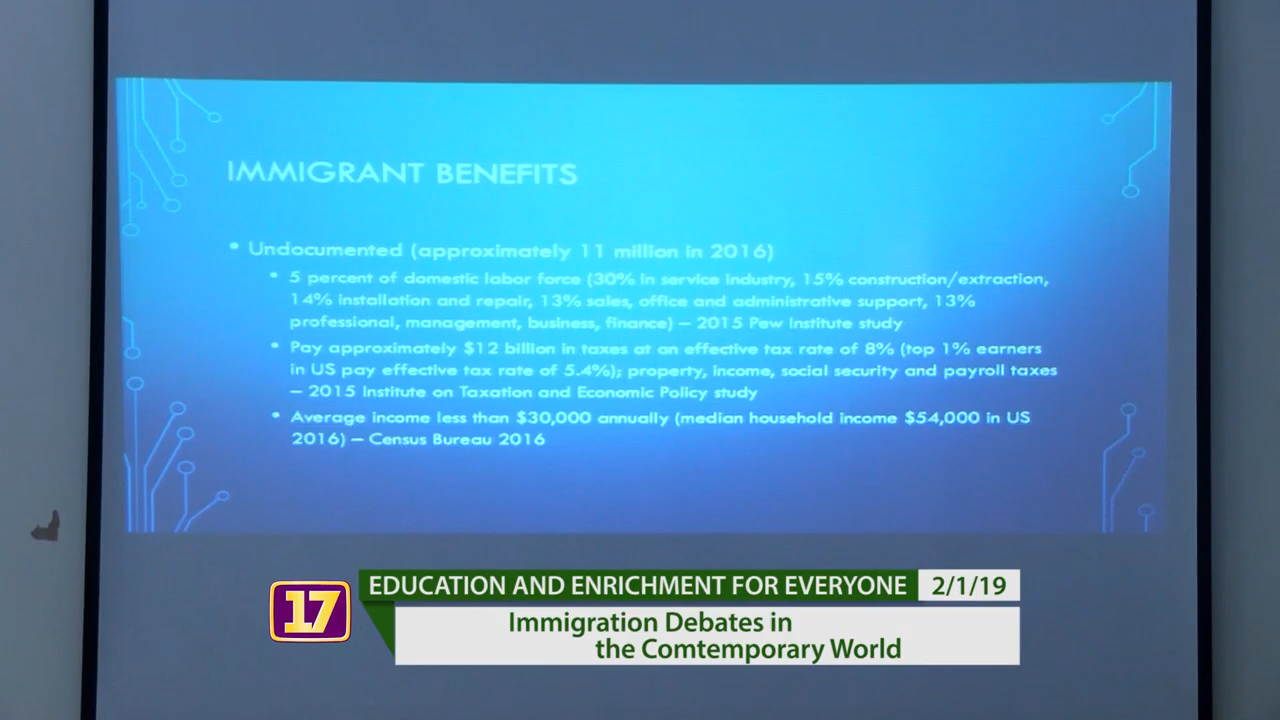 IMMIGRANT BENEFITS
• Undocumented (approximately 11 million in 2016)
• 5 percent of domestic labor force (30% in service industry, 15% construction/extraction,
14% installation and repair, 13% sales, office and administrative support, 13%
professional, management, business, finance) – 2015 Pew Institute study
• Pay approximately $12 billion in taxes at an effective tax rate of 8% (top 1% earners
in US pay effective tax rate of 5.4%); property, income, social security and payroll taxes
– 2015 Institute on Taxation and Economic Policy study
• Average income less than $30,000 annually (median household income $54,000 in US
2016) – Census Bureau 2016
17
EDUCATION AND ENRICHMENT FOR EVERYONE 2/1/19
Immigration Debates in
the Comtemporary World